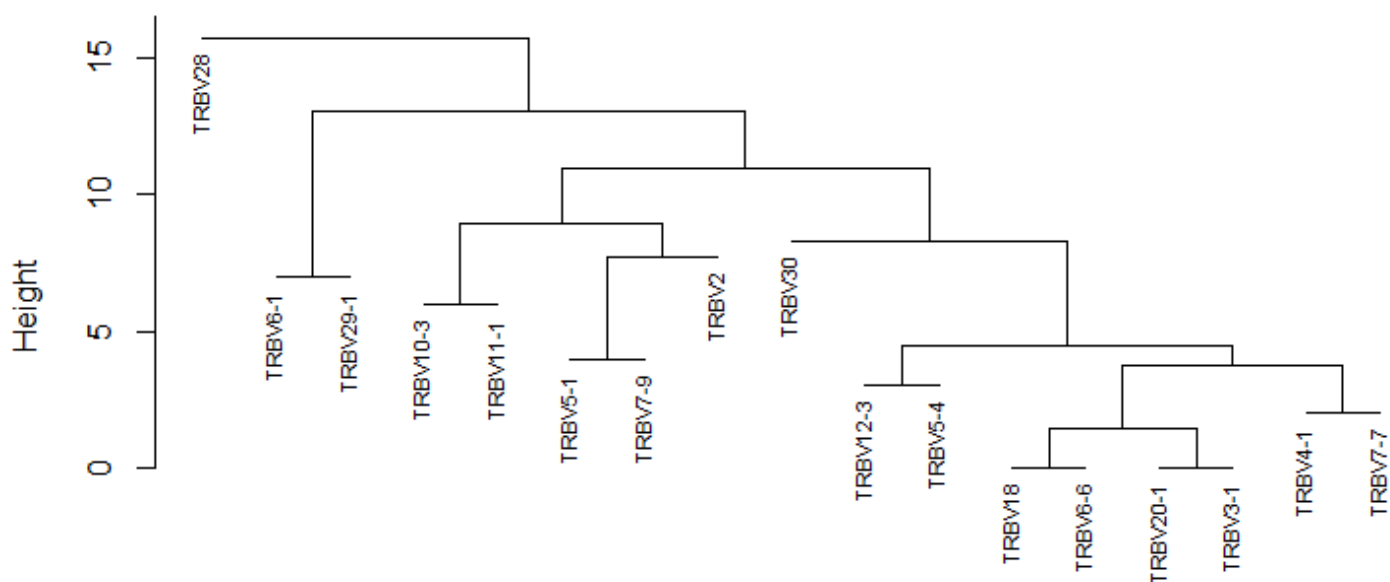 Height
15
10
5
0
TRBV28
TRBV6-1
TRBV29-1
TRBV10-3
TRBV11-1
TRBV5-1
TRBV7-9
TRBV2
TRBV30
TRBV12-3
TRBV5-4
TRBV18
TRBV6-6
TRBV20-1
TRBV3-1
TRBV4-1
TRBV7-7